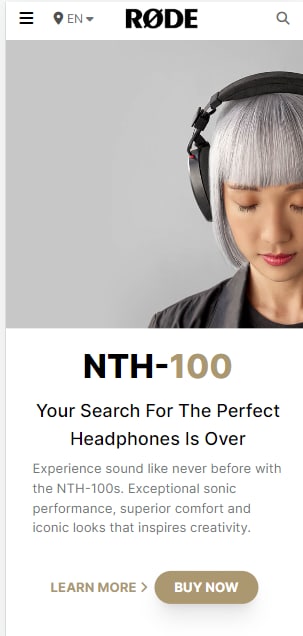 EN
RØDE
NTH-100
Your Search For The Perfect
Headphones Is Over
Experience sound like never before with
the NTH-100s. Exceptional sonic
performance, superior comfort and
iconic looks that inspires creativity.
LEARN MORE
BUY NOW